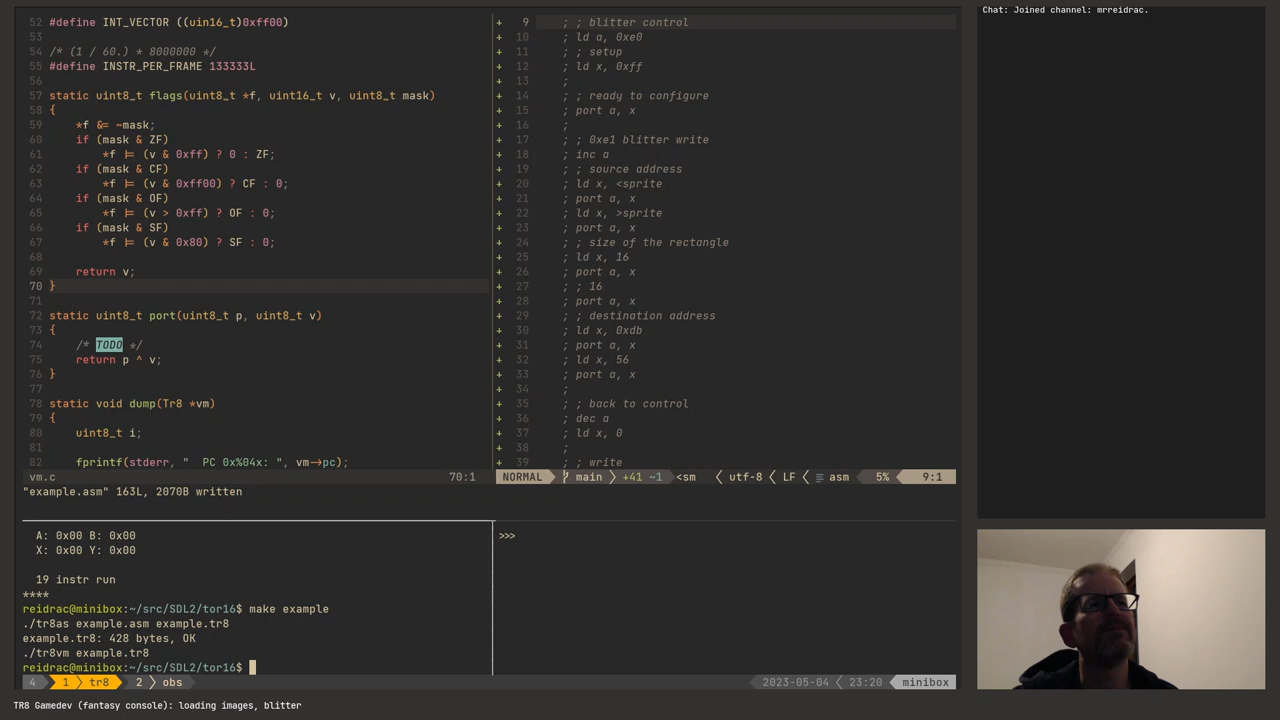 52 #define INT_VECTOR ((uin16_t)0xff00)
53
54 /* (1 / 60.) * 8000000 */
55 #define INSTR_PER_FRAME 133333L
56
57 static uint8_t flags(uint8_t *f, uint16_t v, uint8_t mask)
58 {
59     *f &= ~mask;
60     if (mask & ZF)
61         *f |= (v & 0xff) ? 0 : ZF;
62     if (mask & CF)
63         *f |= (v & 0xff00) ? CF : 0;
64     if (mask & OF)
65         *f |= (v > 0xff) ? OF : 0;
66     if (mask & SF)
67         *f |= (v & 0x80) ? SF : 0;
68
69     return v;
70 }
71
72 static uint8_t port(uint8_t p, uint8_t v)
73 {
74     /* TODO */
75     return p ^ v;
76 }
77
78 static void dump(Tr8 *vm)
79 {
80     uint8_t i;
81
82     fprintf(stderr, "  PC 0x%04x: ", vm->pc);
vm.c 70:1
+ 9 ; ; blitter control
+ 10 ; ld a, 0xe0
+ 11 ; ; setup
+ 12 ; ld x, 0xff
+ 13 ;
+ 14 ; ; ready to configure
+ 15 ; port a, x
+ 16 ;
+ 17 ; ; 0xe1 blitter write
+ 18 ; inc a
+ 19 ; ; source address
+ 20 ; ld x, <sprite
+ 21 ; port a, x
+ 22 ; ld x, >sprite
+ 23 ; port a, x
+ 24 ; ; size of the rectangle
+ 25 ; ld x, 16
+ 26 ; port a, x
+ 27 ; ; 16
+ 28 ; port a, x
+ 29 ; ; destination address
+ 30 ; ld x, 0xdb
+ 31 ; port a, x
+ 32 ; ld x, 56
+ 33 ; port a, x
+ 34 ;
+ 35 ; ; back to control
+ 36 ; dec a
+ 37 ; ld x, 0
+ 38 ;
+ 39 ; ; write
NORMAL main +41 ~1 <sm utf-8 LF asm 5% 9:1
"example.asm" 163L, 2070B written
A: 0x00 B: 0x00
X: 0x00 Y: 0x00
19 instr run
****
reidrac@minibox:~/src/SDL2/tor16$ make example
./tr8as example.asm example.tr8
example.tr8: 428 bytes, OK
./tr8vm example.tr8
reidrac@minibox:~/src/SDL2/tor16$
>>>
4 1 tr8 2 obs 2023-05-04 23:20 minibox
Chat: Joined channel: mrreidrac.
TR8 Gamedev (fantasy console): loading images, blitter